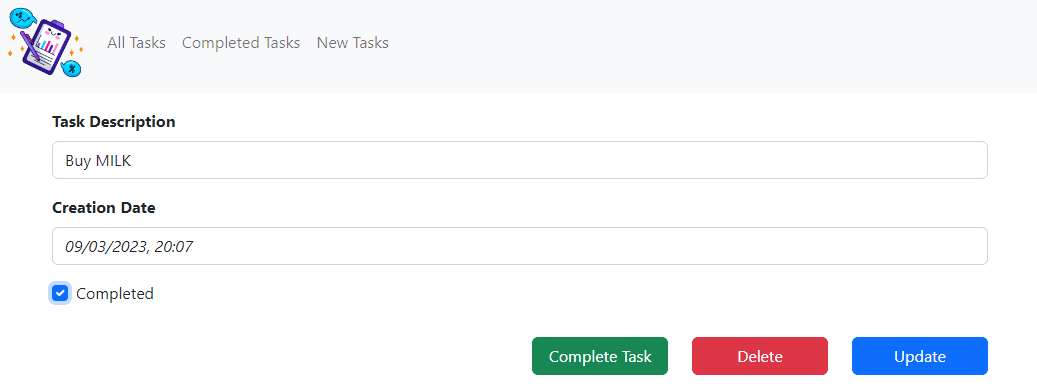 All Tasks Completed Tasks New Tasks
Task Description
Buy MILK
Creation Date
09/03/2023, 20:07
Completed
Complete Task Delete Update